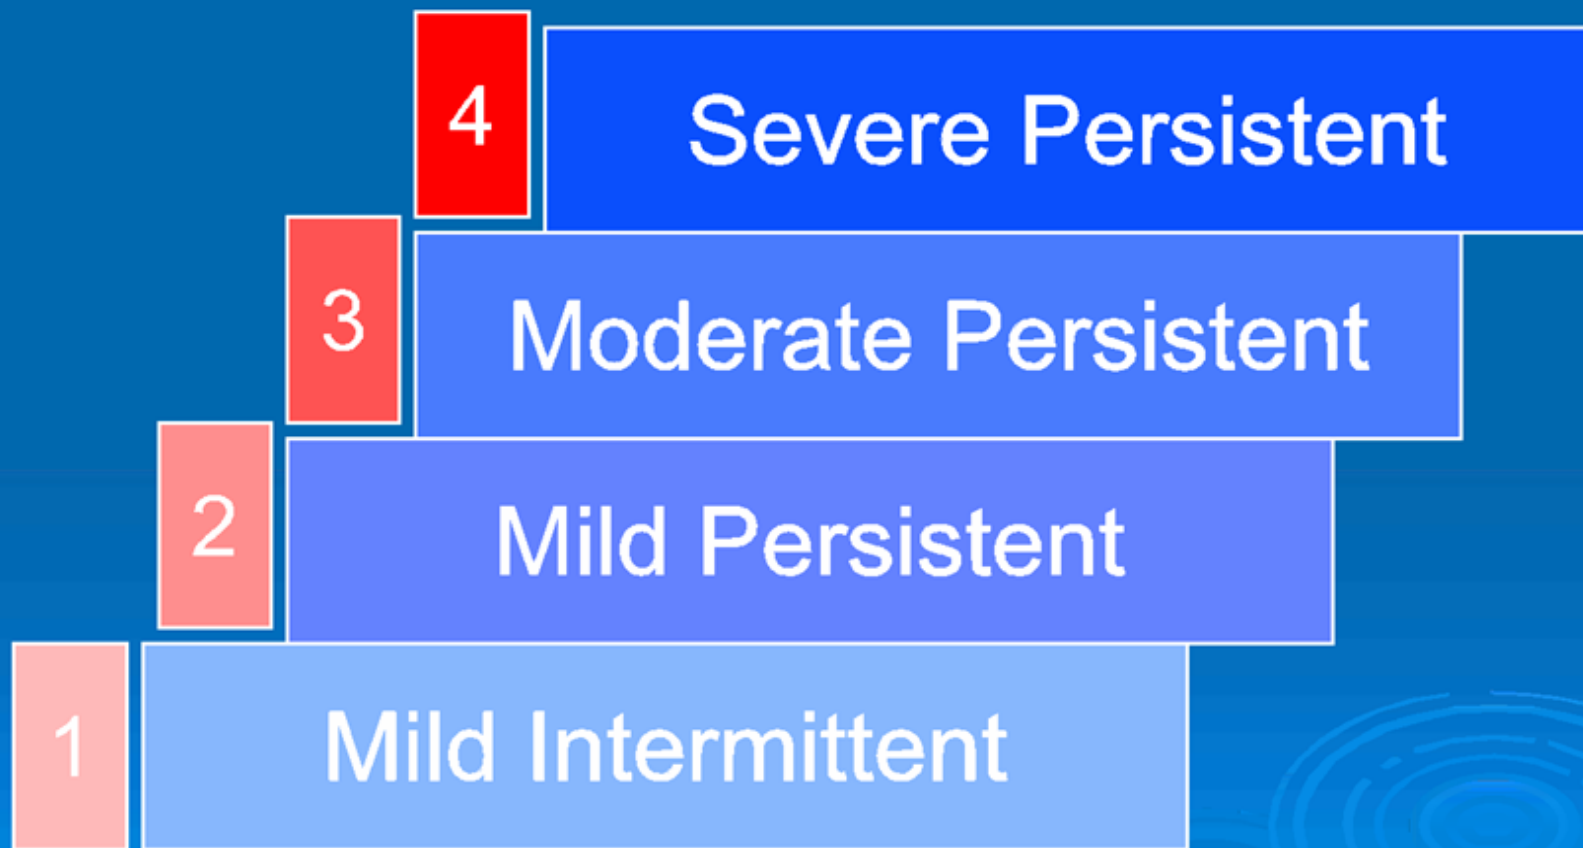 4 Severe Persistent
3 Moderate Persistent
2 Mild Persistent
1 Mild Intermittent